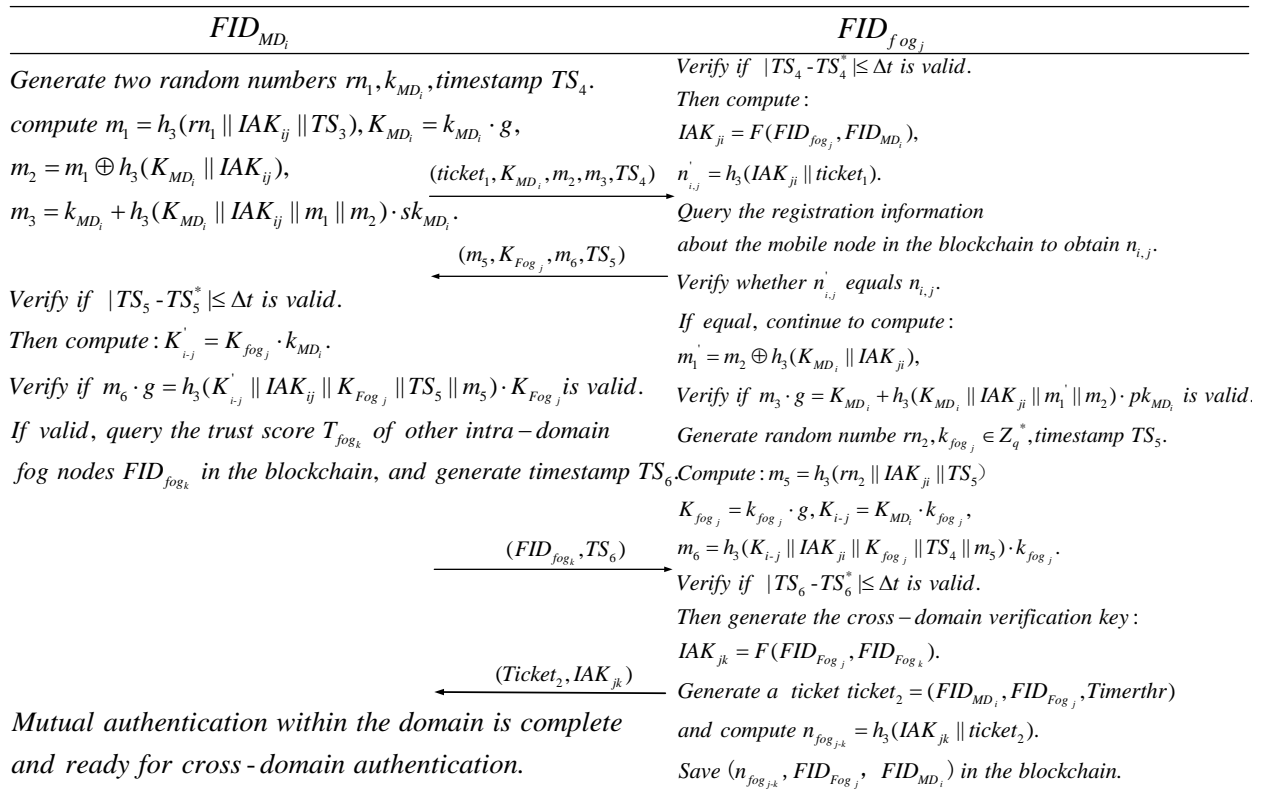 FID_{MD_i}
FID_{fog_j}
Generate two random numbers rn_1, k_{MD_i}, timestamp TS_4.
compute m_1 = h_3(rn_1 || IAK_{ij} || TS_3), K_{MD_i} = k_{MD_i} · g,
m_2 = m_1 ⊕ h_3(K_{MD_i} || IAK_{ij}),
m_3 = k_{MD_i} + h_3(K_{MD_i} || IAK_{ij} || m_1 || m_2) · sk_{MD_i}.
(ticket_1, K_{MD_i}, m_2, m_3, TS_4)
Verify if |TS_4 - TS_4^*| ≤ Δt is valid.
Then compute:
IAK_{ji} = F(FID_{fog_j}, FID_{MD_i}),
n_{i,j}^' = h_3(IAK_{ji} || ticket_1).
Query the registration information
about the mobile node in the blockchain to obtain n_{i,j}.
Verify whether n_{i,j}^' equals n_{i,j}.
If equal, continue to compute:
m_1^' = m_2 ⊕ h_3(K_{MD_i} || IAK_{ji}),
Verify if m_3 · g = K_{MD_i} + h_3(K_{MD_i} || IAK_{ji} || m_1^' || m_2) · pk_{MD_i} is valid.
Generate random numbe rn_2, k_{fog_j} ∈ Z_q^*, timestamp TS_5.
Compute: m_5 = h_3(rn_2 || IAK_{ji} || TS_5)
K_{fog_j} = k_{fog_j} · g, K_{i-j} = K_{MD_i} · k_{fog_j},
m_6 = h_3(K_{i-j} || IAK_{ji} || K_{fog_j} || TS_4 || m_5) · k_{fog_j}.
(m_5, K_{Fog_j}, m_6, TS_5)
Verify if |TS_5 - TS_5^*| ≤ Δt is valid.
Then compute: K_{i-j}^' = K_{fog_j} · k_{MD_i}.
Verify if m_6 · g = h_3(K_{i-j}^' || IAK_{ij} || K_{Fog_j} || TS_5 || m_5) · K_{Fog_j} is valid.
If valid, query the trust score T_{fog_k} of other intra-domain
fog nodes FID_{fog_k} in the blockchain, and generate timestamp TS_6.
(FID_{fog_k}, TS_6)
Verify if |TS_6 - TS_6^*| ≤ Δt is valid.
Then generate the cross-domain verification key:
IAK_{jk} = F(FID_{Fog_j}, FID_{Fog_k}).
Generate a ticket ticket_2 = (FID_{MD_i}, FID_{Fog_j}, Timerthr)
and compute n_{fog_{j-k}} = h_3(IAK_{jk} || ticket_2).
Save (n_{fog_{j-k}}, FID_{Fog_j}, FID_{MD_i}) in the blockchain.
(Ticket_2, IAK_{jk})
Mutual authentication within the domain is complete
and ready for cross-domain authentication.